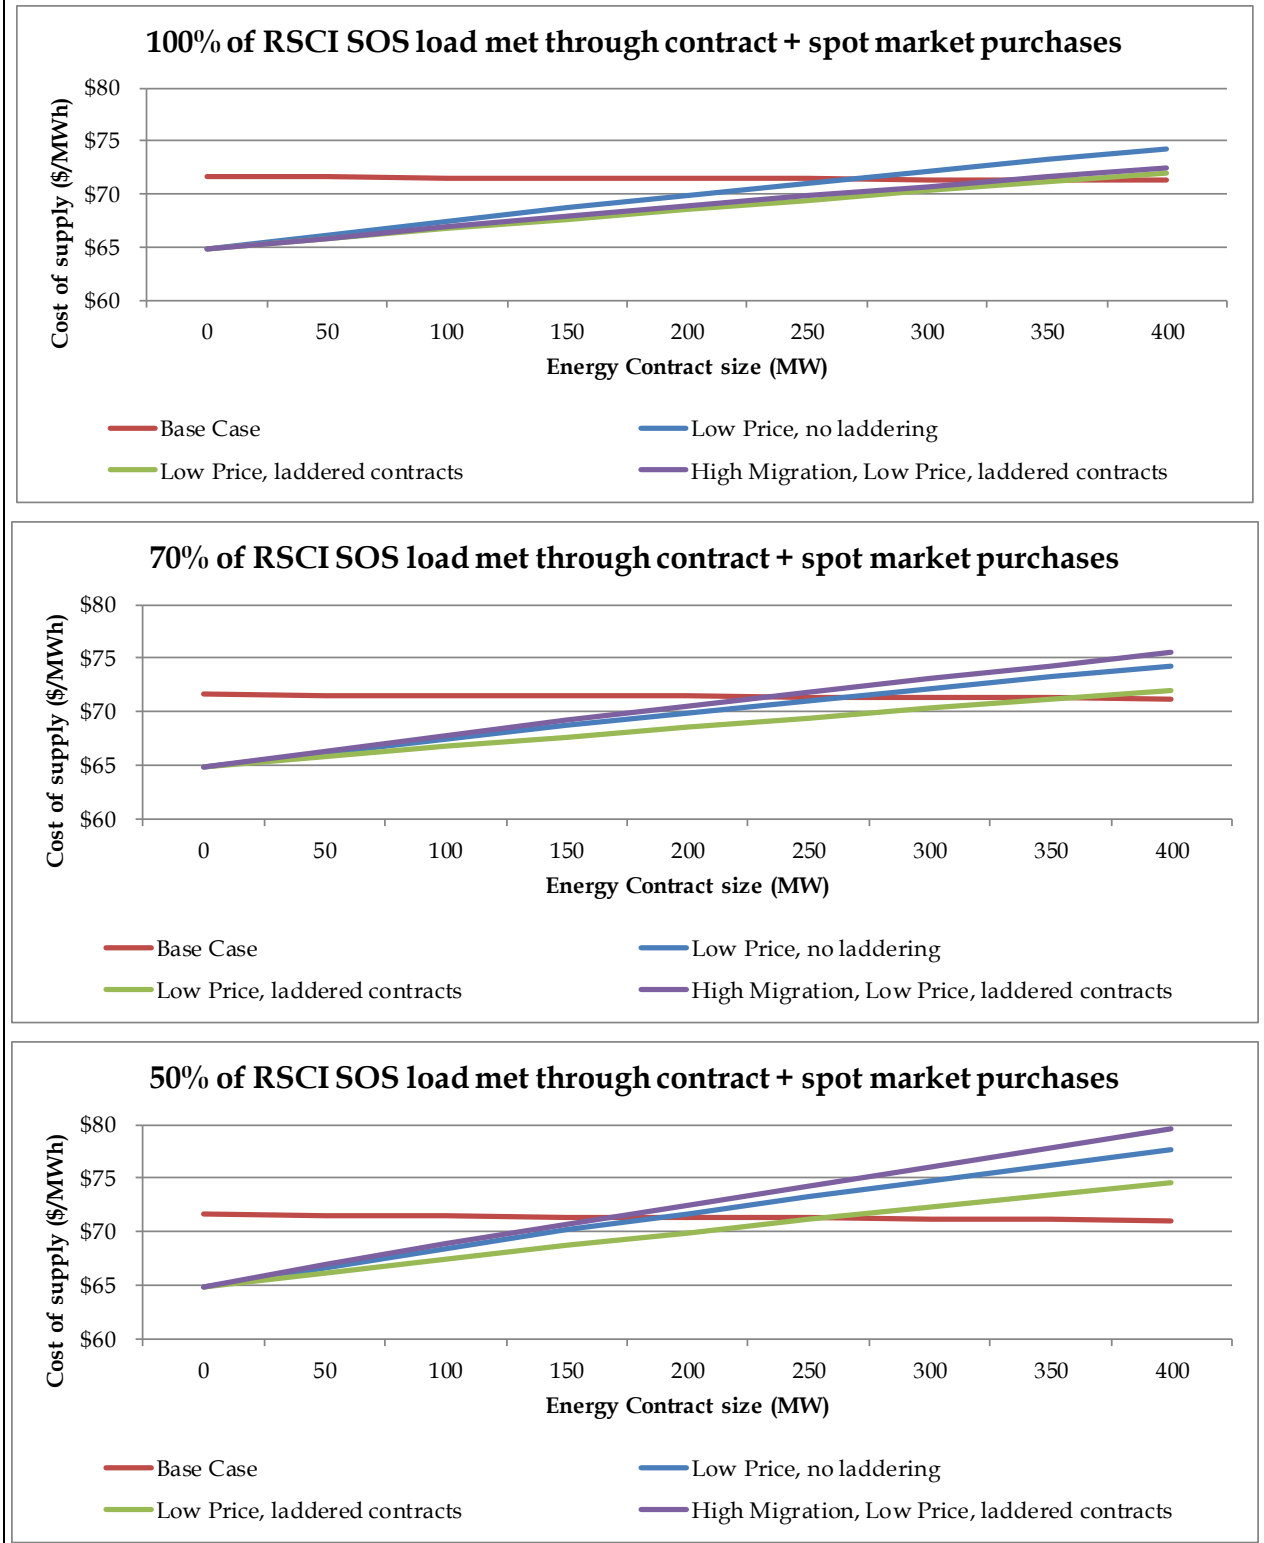 100% of RSCI SOS load met through contract + spot market purchases
Cost of supply ($/MWh)
$80
$75
$70
$65
$60
0 50 100 150 200 250 300 350 400
Energy Contract size (MW)
Base Case
Low Price, no laddering
Low Price, laddered contracts
High Migration, Low Price, laddered contracts
70% of RSCI SOS load met through contract + spot market purchases
Cost of supply ($/MWh)
$80
$75
$70
$65
$60
0 50 100 150 200 250 300 350 400
Energy Contract size (MW)
Base Case
Low Price, no laddering
Low Price, laddered contracts
High Migration, Low Price, laddered contracts
50% of RSCI SOS load met through contract + spot market purchases
Cost of supply ($/MWh)
$80
$75
$70
$65
$60
0 50 100 150 200 250 300 350 400
Energy Contract size (MW)
Base Case
Low Price, no laddering
Low Price, laddered contracts
High Migration, Low Price, laddered contracts